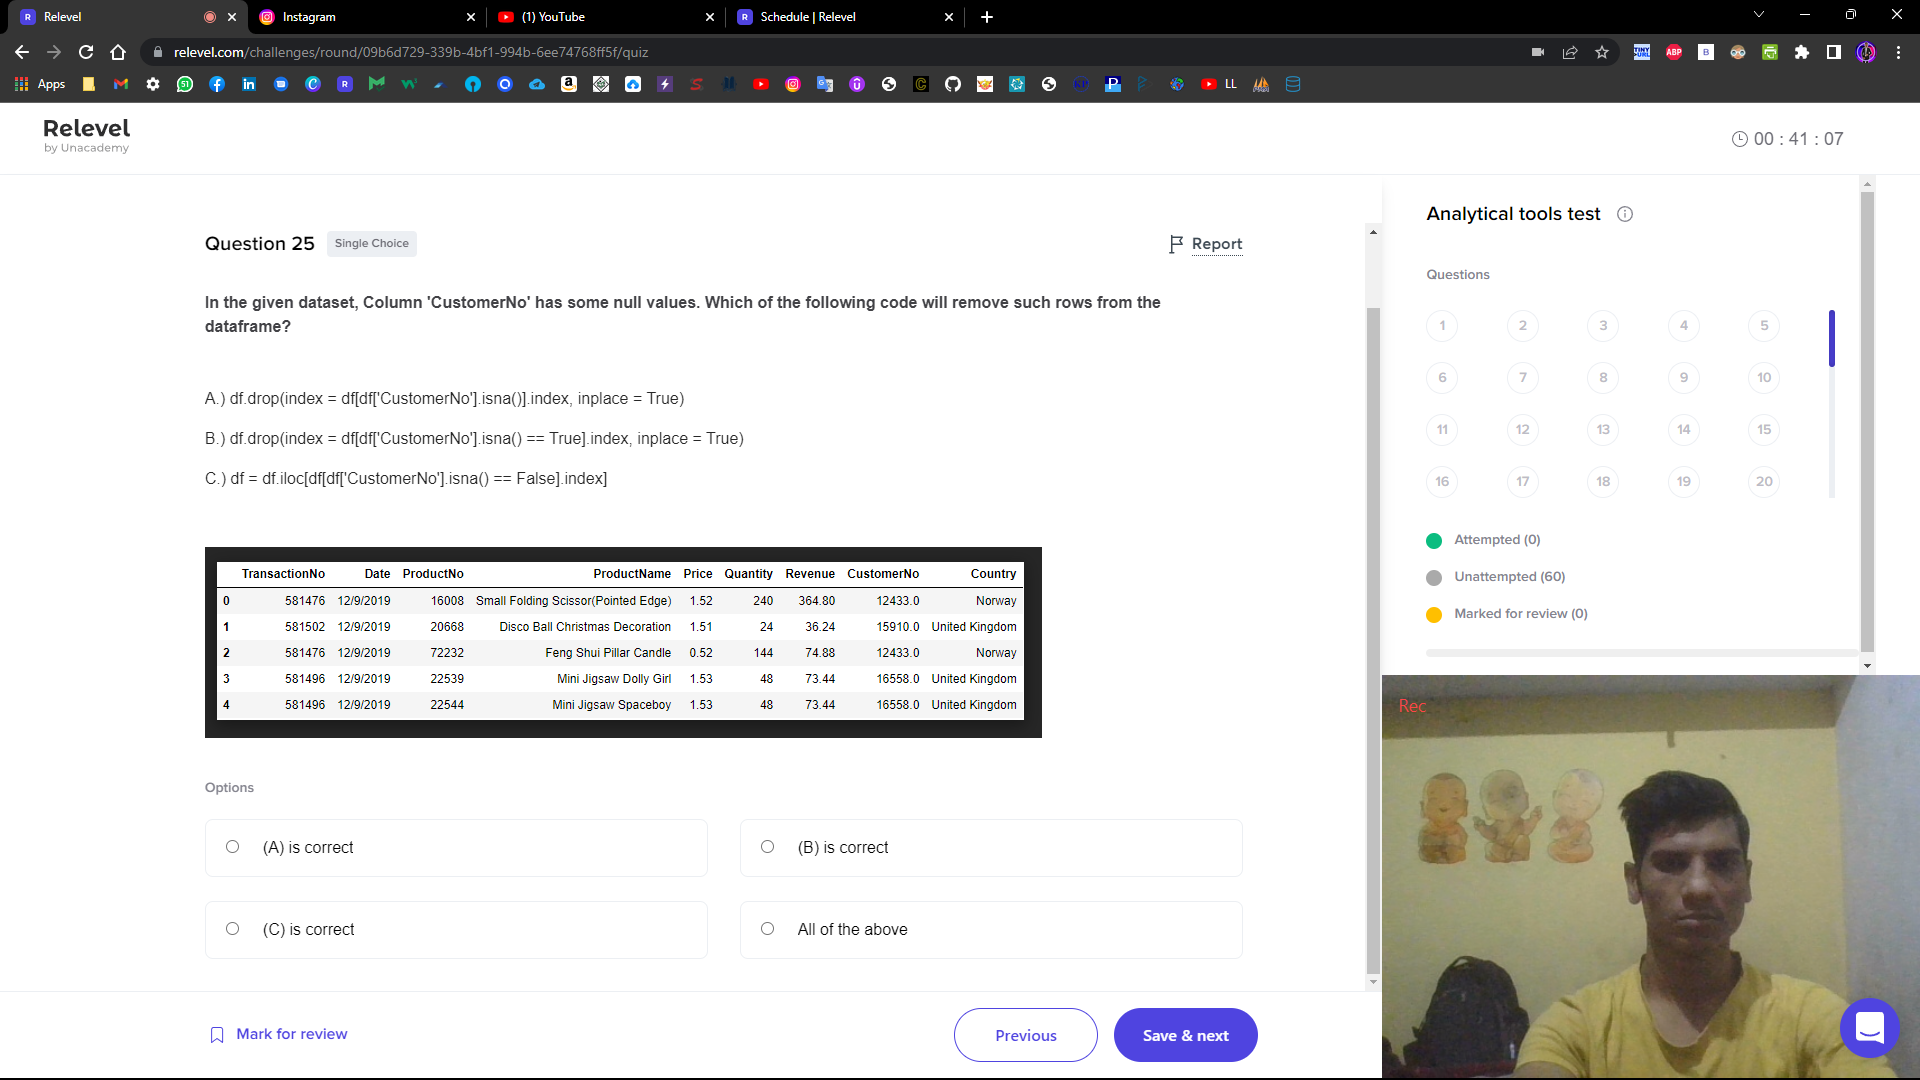 Relevel
Instagram
(1) YouTube
Schedule | Relevel
relevel.com/challenges/round/09b6d729-339b-4bf1-994b-6ee74768ff5f/quiz
Apps
LL
Relevel
by Unacademy
00 : 41 : 07
Question 25
Single Choice
Report
In the given dataset, Column 'CustomerNo' has some null values. Which of the following code will remove such rows from the
dataframe?
A.) df.drop(index = df[df['CustomerNo'].isna()].index, inplace = True)
B.) df.drop(index = df[df['CustomerNo'].isna() == True].index, inplace = True)
C.) df = df.iloc[df[df['CustomerNo'].isna() == False].index]
TransactionNo Date ProductNo ProductName Price Quantity Revenue CustomerNo Country
0 581476 12/9/2019 16008 Small Folding Scissor(Pointed Edge) 1.52 240 364.80 12433.0 Norway
1 581502 12/9/2019 20668 Disco Ball Christmas Decoration 1.51 24 36.24 15910.0 United Kingdom
2 581476 12/9/2019 72232 Feng Shui Pillar Candle 0.52 144 74.88 12433.0 Norway
3 581496 12/9/2019 22539 Mini Jigsaw Dolly Girl 1.53 48 73.44 16558.0 United Kingdom
4 581496 12/9/2019 22544 Mini Jigsaw Spaceboy 1.53 48 73.44 16558.0 United Kingdom
Options
(A) is correct
(B) is correct
(C) is correct
All of the above
Mark for review
Previous
Save & next
Analytical tools test
Questions
1 2 3 4 5
6 7 8 9 10
11 12 13 14 15
16 17 18 19 20
Attempted (0)
Unattempted (60)
Marked for review (0)
Rec